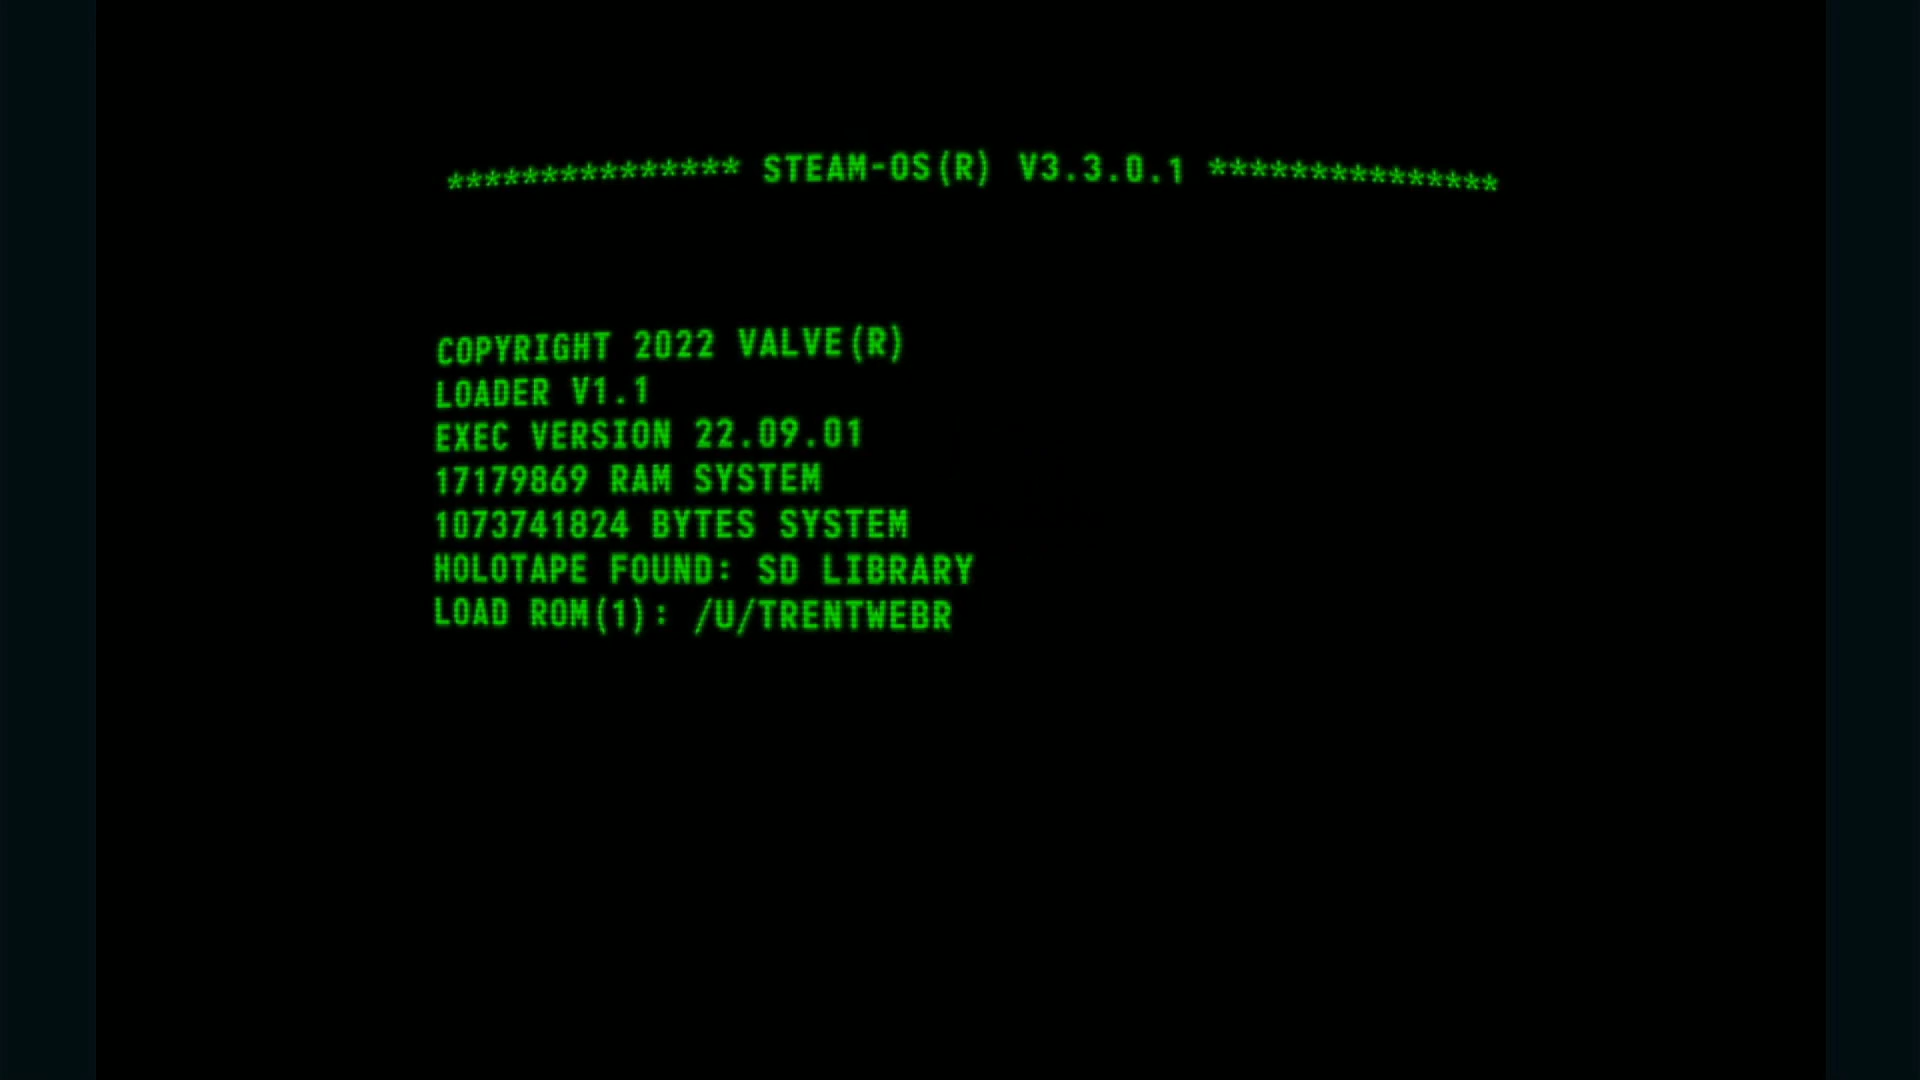 *************** STEAM-OS(R) V3.3.0.1 ***************
COPYRIGHT 2022 VALVE(R)
LOADER V1.1
EXEC VERSION 22.09.01
17179869 RAM SYSTEM
1073741824 BYTES SYSTEM
HOLOTAPE FOUND: SD LIBRARY
LOAD ROM(1): /U/TRENTWEBR